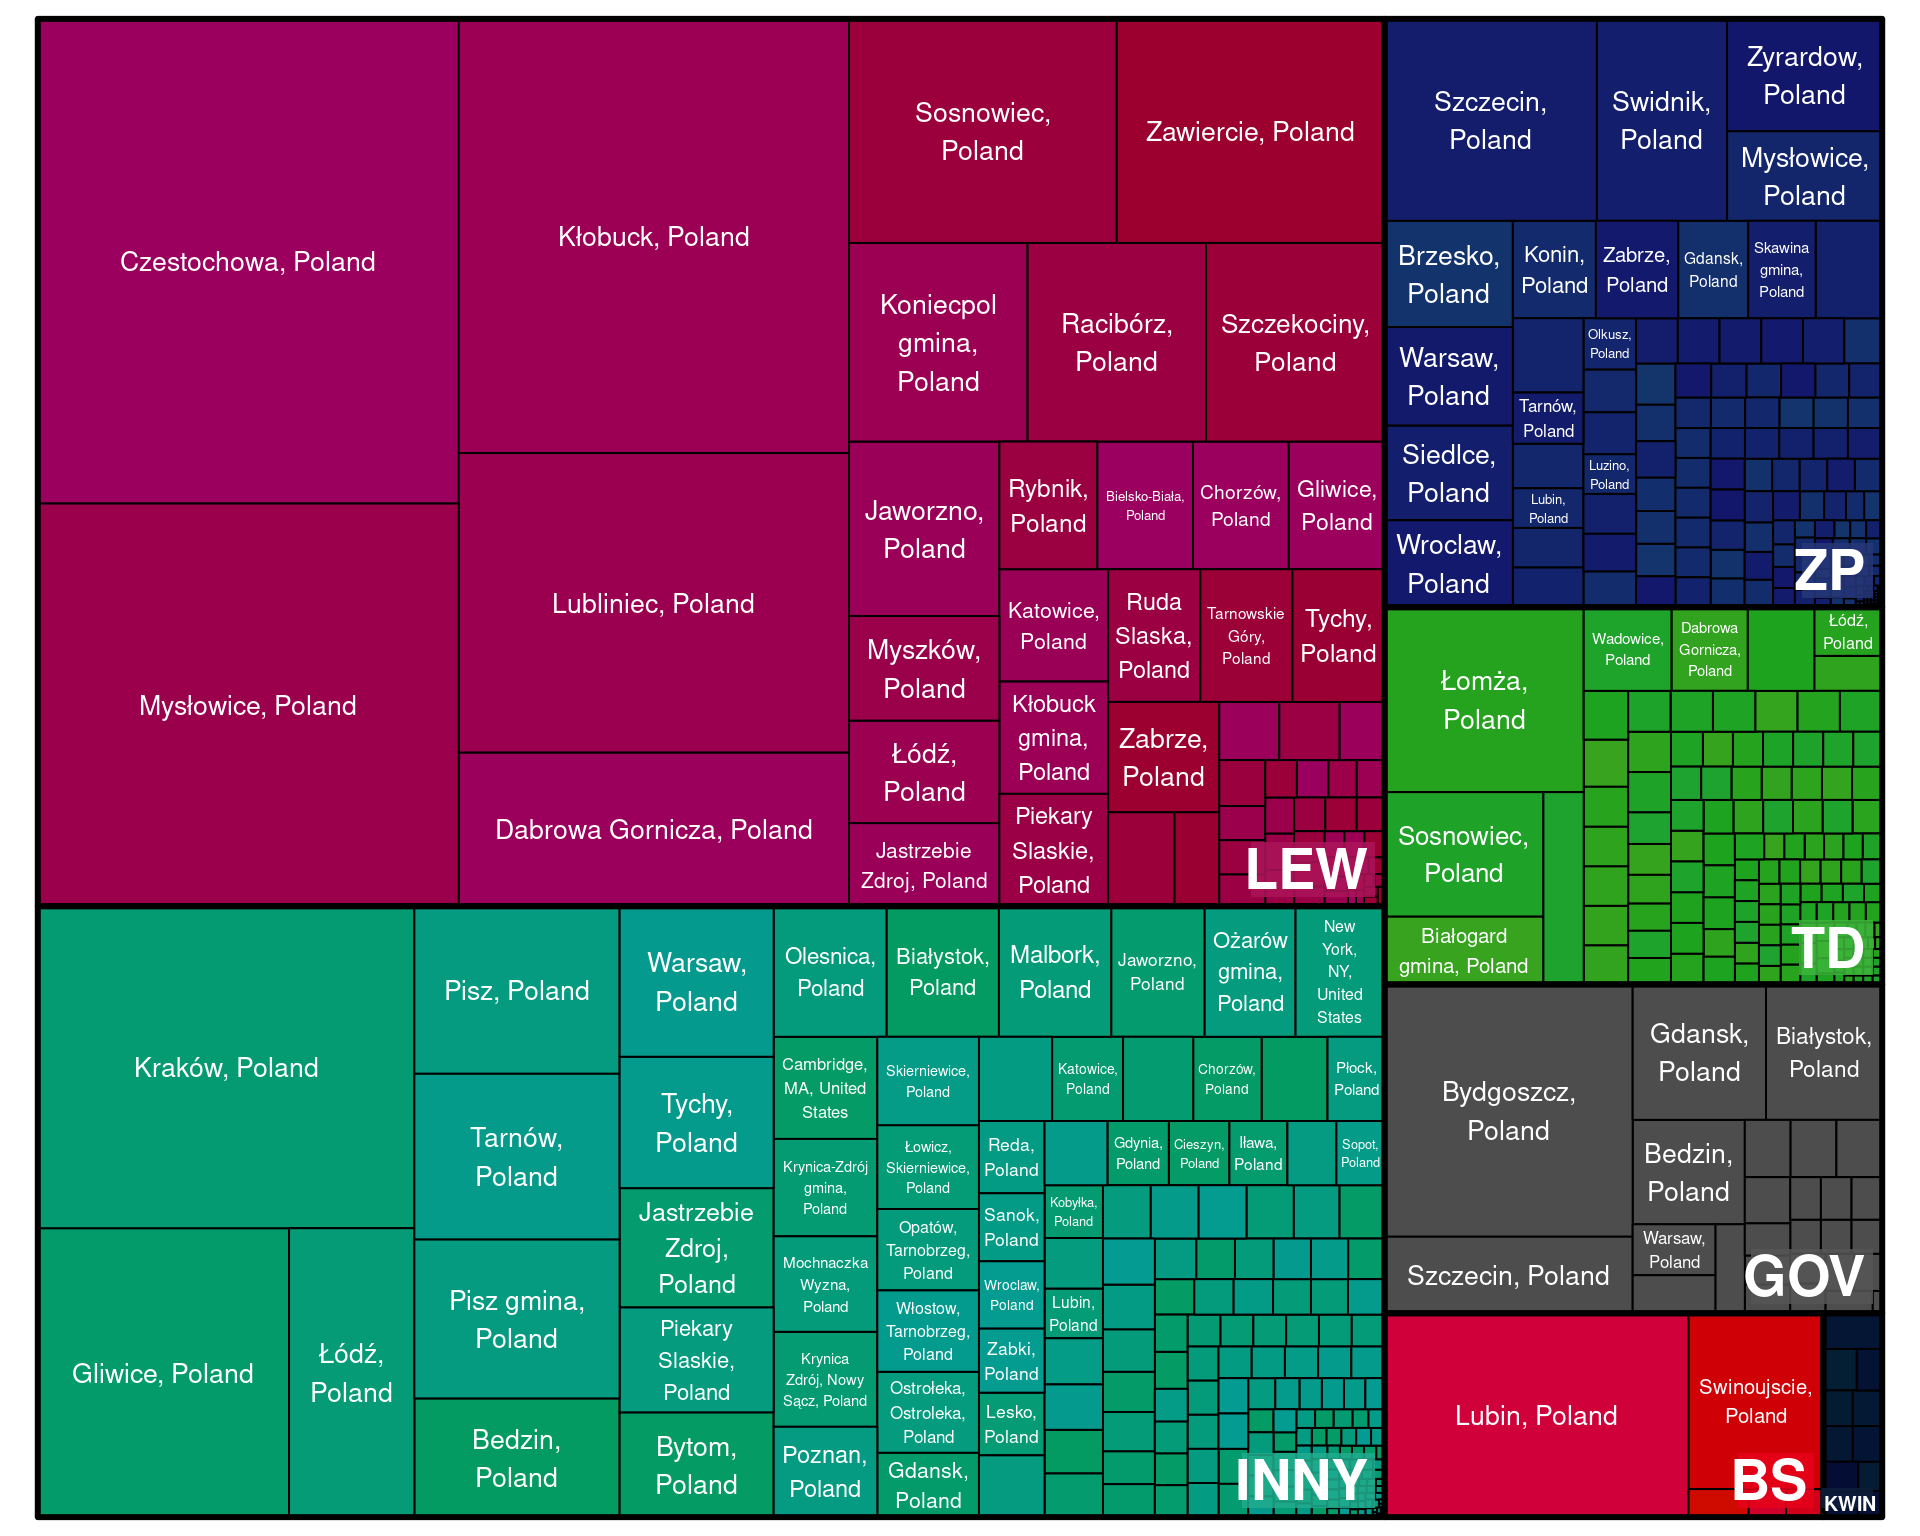 Czestochowa, Poland
Mysłowice, Poland
Kłobuck, Poland
Lubliniec, Poland
Dabrowa Gornicza, Poland
Sosnowiec,
Poland
Zawiercie, Poland
Koniecpol
gmina,
Poland
Racibórz,
Poland
Szczekociny,
Poland
Jaworzno,
Poland
Myszków,
Poland
Łódź,
Poland
Jastrzebie
Zdroj, Poland
Rybnik,
Poland
Bielsko-Biała,
Poland
Chorzów,
Poland
Gliwice,
Poland
Katowice,
Poland
Kłobuck
gmina,
Poland
Piekary
Slaskie,
Poland
Ruda
Slaska,
Poland
Tarnowskie
Góry,
Poland
Tychy,
Poland
Zabrze,
Poland
LEW
Szczecin,
Poland
Swidnik,
Poland
Zyrardow,
Poland
Mysłowice,
Poland
Brzesko,
Poland
Konin,
Poland
Zabrze,
Poland
Gdansk,
Poland
Skawina
gmina,
Poland
Warsaw,
Poland
Siedlce,
Poland
Wroclaw,
Poland
Tarnów,
Poland
Lubin,
Poland
Olkusz,
Poland
Luzino,
Poland
ZP
Łomża,
Poland
Wadowice,
Poland
Dabrowa
Gornicza,
Poland
Łódź,
Poland
Sosnowiec,
Poland
Białogard
gmina, Poland
TD
Bydgoszcz,
Poland
Szczecin, Poland
Gdansk,
Poland
Białystok,
Poland
Bedzin,
Poland
Warsaw,
Poland
GOV
Lubin, Poland
Swinoujscie,
Poland
BS
KWIN
Kraków, Poland
Gliwice, Poland
Łódź,
Poland
Pisz, Poland
Tarnów,
Poland
Pisz gmina,
Poland
Bedzin,
Poland
Warsaw,
Poland
Tychy,
Poland
Jastrzebie
Zdroj,
Poland
Piekary
Slaskie,
Poland
Bytom,
Poland
Olesnica,
Poland
Białystok,
Poland
Malbork,
Poland
Jaworzno,
Poland
Ożarów
gmina,
Poland
New
York,
NY,
United
States
Cambridge,
MA, United
States
Krynica-Zdrój
gmina,
Poland
Mochnaczka
Wyzna,
Poland
Krynica
Zdrój, Nowy
Sącz, Poland
Poznan,
Poland
Skierniewice,
Poland
Łowicz,
Skierniewice,
Poland
Opatów,
Tarnobrzeg,
Poland
Włostow,
Tarnobrzeg,
Poland
Ostrołeka,
Ostroleka,
Poland
Gdansk,
Poland
Katowice,
Poland
Chorzów,
Poland
Płock,
Poland
Reda,
Poland
Sanok,
Poland
Wroclaw,
Poland
Zabki,
Poland
Lesko,
Poland
Gdynia,
Poland
Cieszyn,
Poland
Iława,
Poland
Sopot,
Poland
Kobyłka,
Poland
Lubin,
Poland
INNY